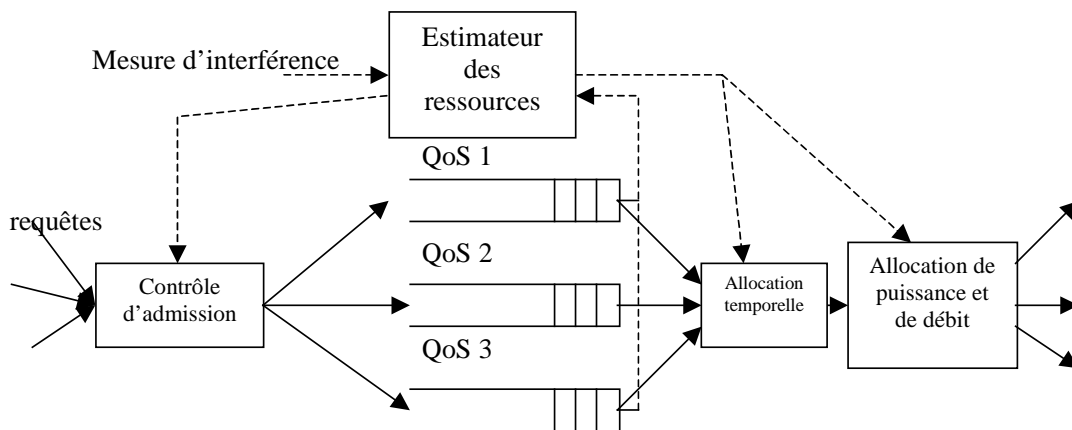 Estimateur
des
ressources
Mesure d'interférence
QoS 1
requêtes
QoS 2
Contrôle
d'admission
Allocation
temporelle
Allocation de
puissance et
de débit
QoS 3